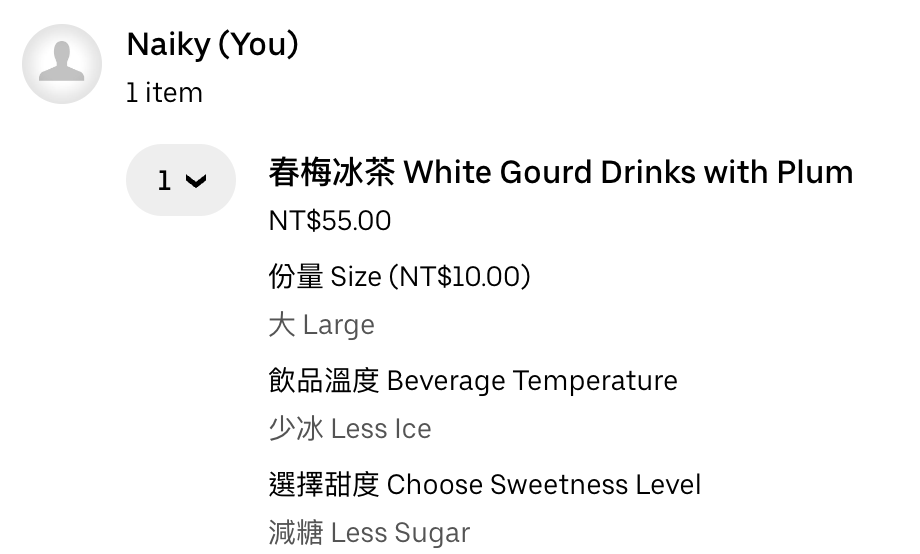 Naiky (You)
1 item
1
春梅冰茶 White Gourd Drinks with Plum
NT$55.00
份量 Size (NT$10.00)
大 Large
飲品溫度 Beverage Temperature
少冰 Less Ice
選擇甜度 Choose Sweetness Level
減糖 Less Sugar